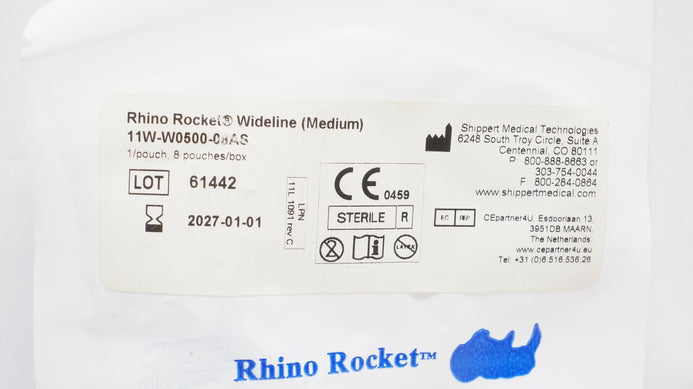 Rhino Rocket® Wideline (Medium)
11W-W0500-08AS
1/pouch, 8 pouches/box
LOT 61442
2027-01-01
LPN
11L 1091 rev C
CE 0459
STERILE R
LATEX
Shippert Medical Technologies
6248 South Troy Circle, Suite A
Centennial, CO 80111
P 800-888-8663 or
303-754-0044
F 800-284-0864
www.shippertmedical.com
EC REP
CEpartner4U, Esdoorlaan 13,
3951DB MAARN,
The Netherlands
www.cepartner4u.eu
Tel: +31 (0)6.516.536.26
Rhino Rocket™